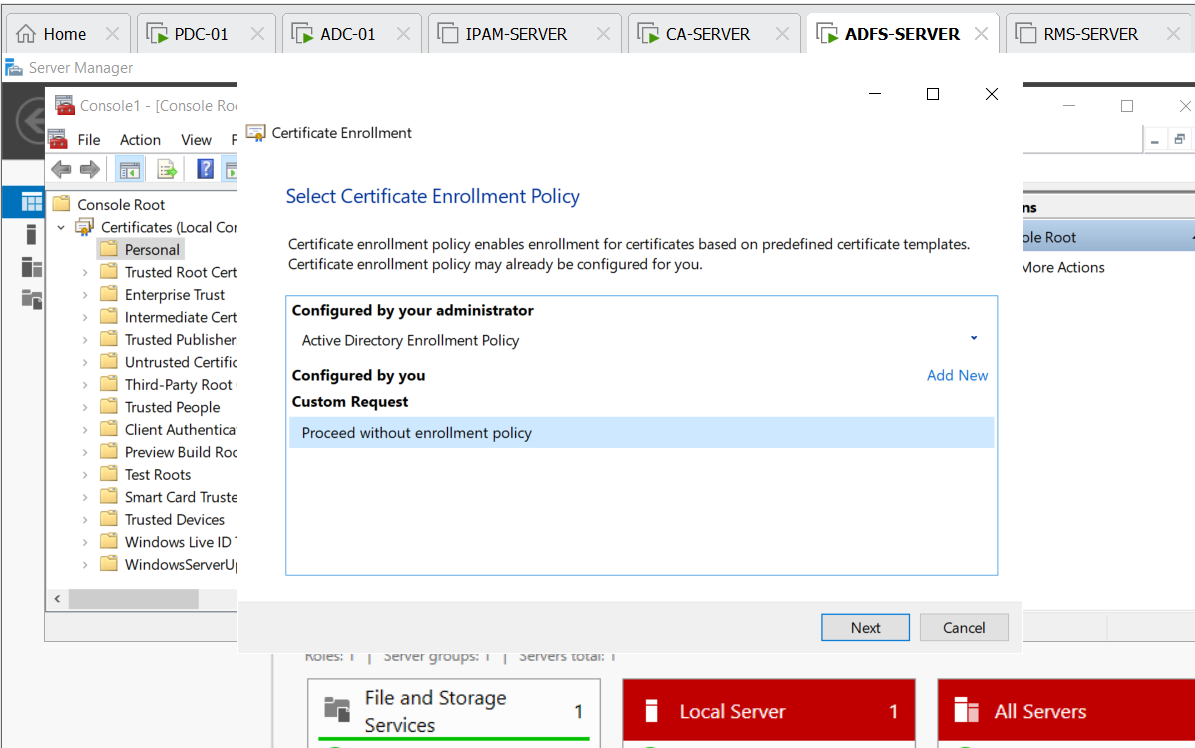 Home
PDC-01
ADC-01
IPAM-SERVER
CA-SERVER
ADFS-SERVER
RMS-SERVER
Server Manager
Console1 - [Console Roo
File Action View
Certificate Enrollment
Select Certificate Enrollment Policy
Certificate enrollment policy enables enrollment for certificates based on predefined certificate templates.
Certificate enrollment policy may already be configured for you.
Configured by your administrator
Active Directory Enrollment Policy
Configured by you
Add New
Custom Request
Proceed without enrollment policy
Next
Cancel
Console Root
Certificates (Local Cor
Personal
Trusted Root Cert
Enterprise Trust
Intermediate Cert
Trusted Publisher
Untrusted Certific
Third-Party Root
Trusted People
Client Authentica
Preview Build Roo
Test Roots
Smart Card Truste
Trusted Devices
Windows Live ID
WindowsServerUp
ns
ole Root
More Actions
Roles: 1 | Server groups: 1 | Servers total: 1
File and Storage
Services
1
Local Server
1
All Servers